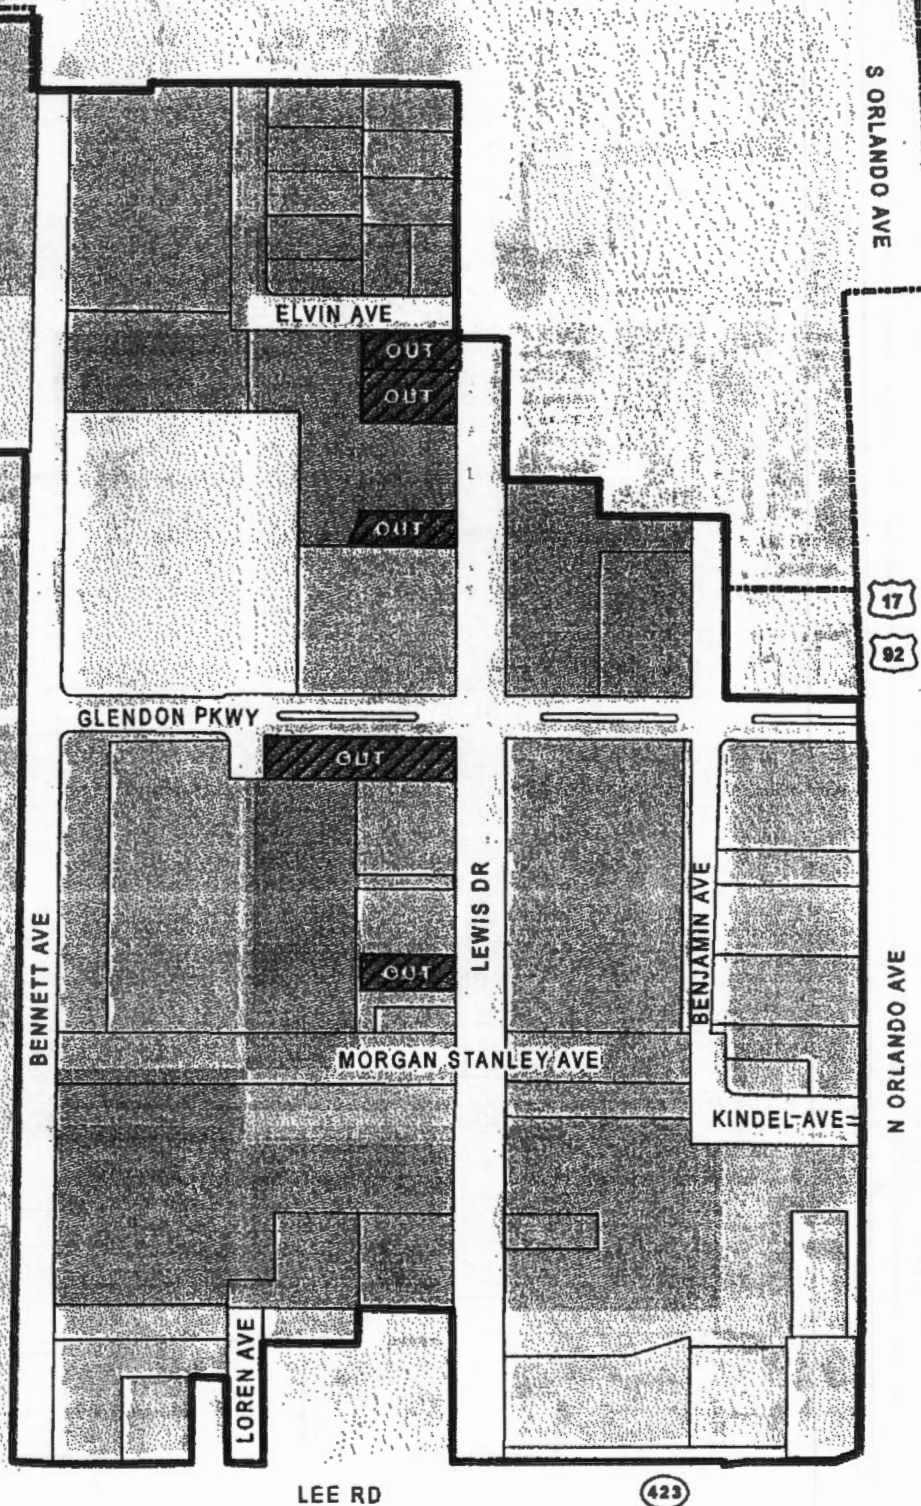 S ORLANDO AVE
ELVIN AVE
OUT
OUT
OUT
17
92
GLENDON PKWY
OUT
LEWIS DR
BENJAMIN AVE
BENNETT AVE
OUT
N ORLANDO AVE
MORGAN STANLEY AVE
KINDEL AVE
LOREN AVE
LEE RD
423